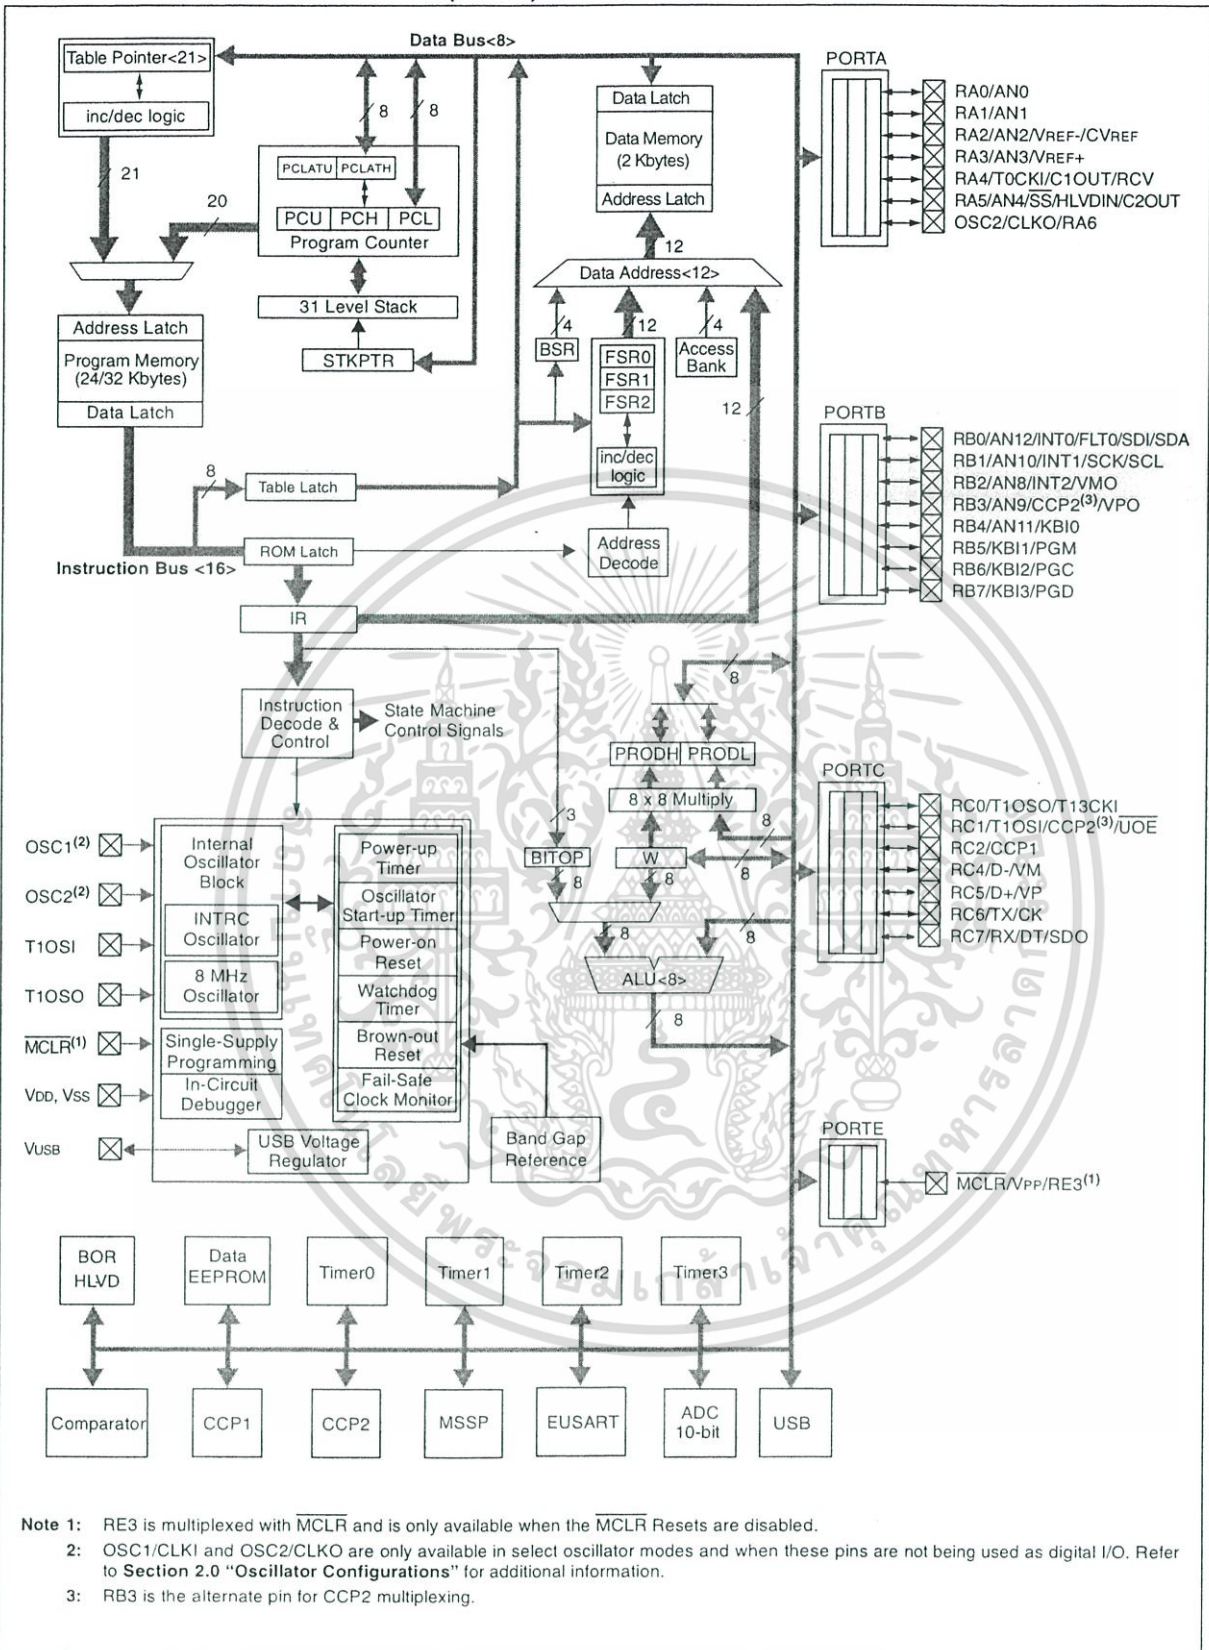 Data Bus<8>
Table Pointer<21>
inc/dec logic
21
8
8
20
PCLATU PCLATH
PCU PCH PCL
Program Counter
31 Level Stack
STKPTR
Address Latch
Program Memory
(24/32 Kbytes)
Data Latch
8
Table Latch
ROM Latch
Instruction Bus <16>
IR
Data Latch
Data Memory
(2 Kbytes)
Address Latch
12
Data Address<12>
4
12
4
BSR
FSR0
FSR1
FSR2
Access
Bank
12
inc/dec
logic
Address
Decode
PORTA
RA0/AN0
RA1/AN1
RA2/AN2/VREF-/CVREF
RA3/AN3/VREF+
RA4/T0CKI/C1OUT/RCV
RA5/AN4/SS/HLVDIN/C2OUT
OSC2/CLKO/RA6
PORTB
RB0/AN12/INT0/FLT0/SDI/SDA
RB1/AN10/INT1/SCK/SCL
RB2/AN8/INT2/VMO
RB3/AN9/CCP2(3)/VPO
RB4/AN11/KBI0
RB5/KBI1/PGM
RB6/KBI2/PGC
RB7/KBI3/PGD
Instruction
Decode &
Control
State Machine
Control Signals
8
PRODH PRODL
8 x 8 Multiply
3
8
BITOP
W
8
8
8
8
8
ALU<8>
8
PORTC
RC0/T1OSO/T13CKI
RC1/T1OSI/CCP2(3)/UOE
RC2/CCP1
RC4/D-/VM
RC5/D+/VP
RC6/TX/CK
RC7/RX/DT/SDO
OSC1(2)
OSC2(2)
T1OSI
T1OSO
MCLR(1)
VDD, VSS
VUSB
Internal
Oscillator
Block
INTRC
Oscillator
8 MHz
Oscillator
Single-Supply
Programming
In-Circuit
Debugger
Power-up
Timer
Oscillator
Start-up Timer
Power-on
Reset
Watchdog
Timer
Brown-out
Reset
Fail-Safe
Clock Monitor
USB Voltage
Regulator
Band Gap
Reference
PORTE
MCLR/VPP/RE3(1)
BOR
HLVD
Data
EEPROM
Timer0
Timer1
Timer2
Timer3
Comparator
CCP1
CCP2
MSSP
EUSART
ADC
10-bit
USB
Note 1: RE3 is multiplexed with MCLR and is only available when the MCLR Resets are disabled.
2: OSC1/CLKI and OSC2/CLKO are only available in select oscillator modes and when these pins are not being used as digital I/O. Refer
to Section 2.0 "Oscillator Configurations" for additional information.
3: RB3 is the alternate pin for CCP2 multiplexing.